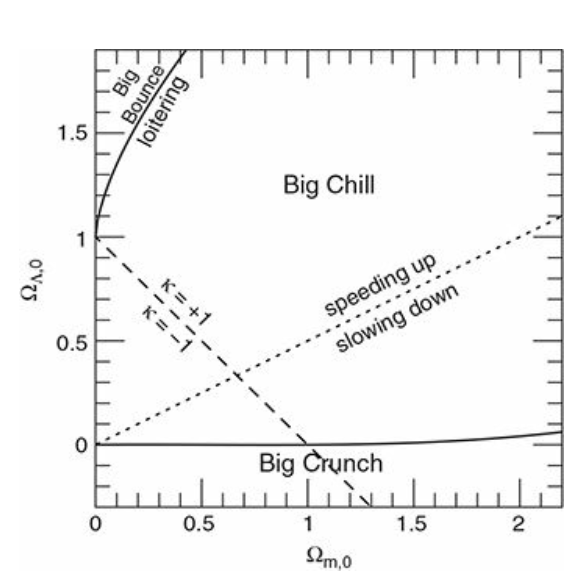 Big
Bounce
loitering
Big Chill
speeding up
slowing down
κ = +1
κ = -1
Big Crunch
1.5
1
0.5
0
Ω_Λ,0
0
0.5
1
1.5
2
Ω_m,0